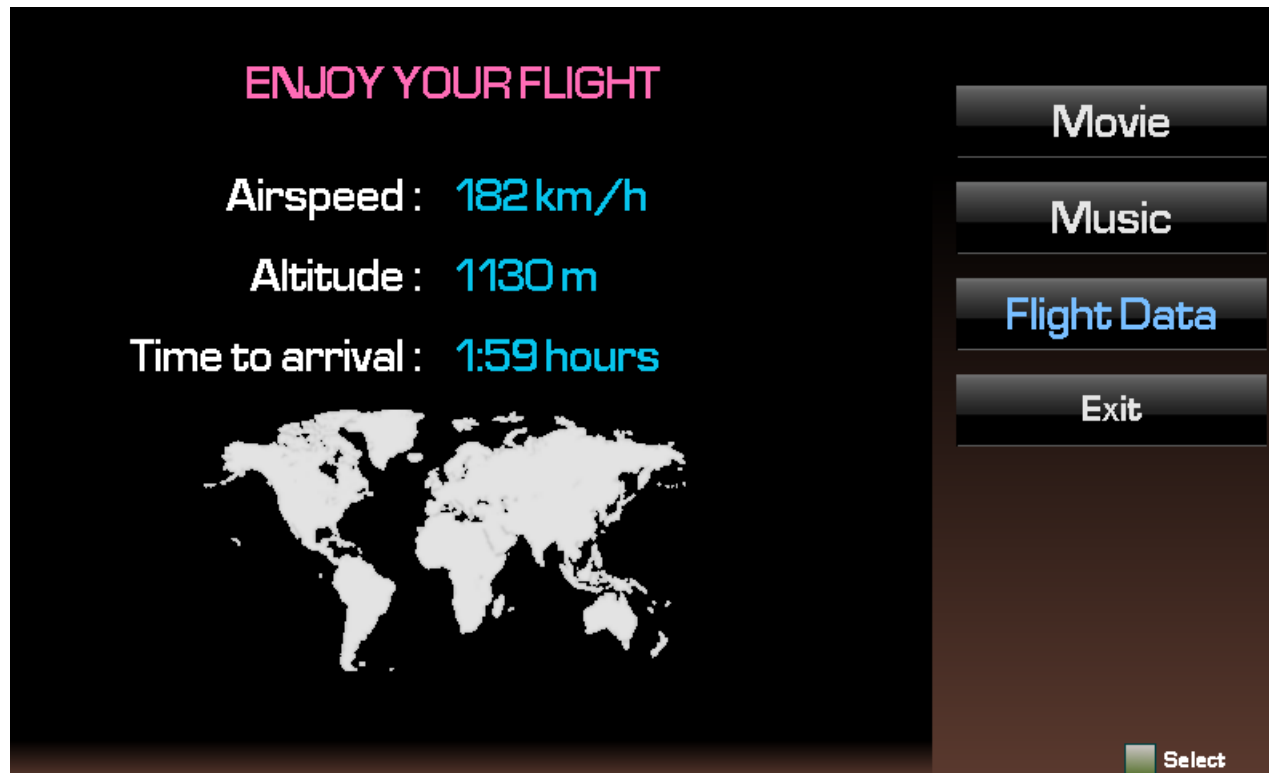 ENJOY YOUR FLIGHT
Airspeed : 182 km/h
Altitude : 1130 m
Time to arrival : 1:59 hours
Movie
Music
Flight Data
Exit
Select